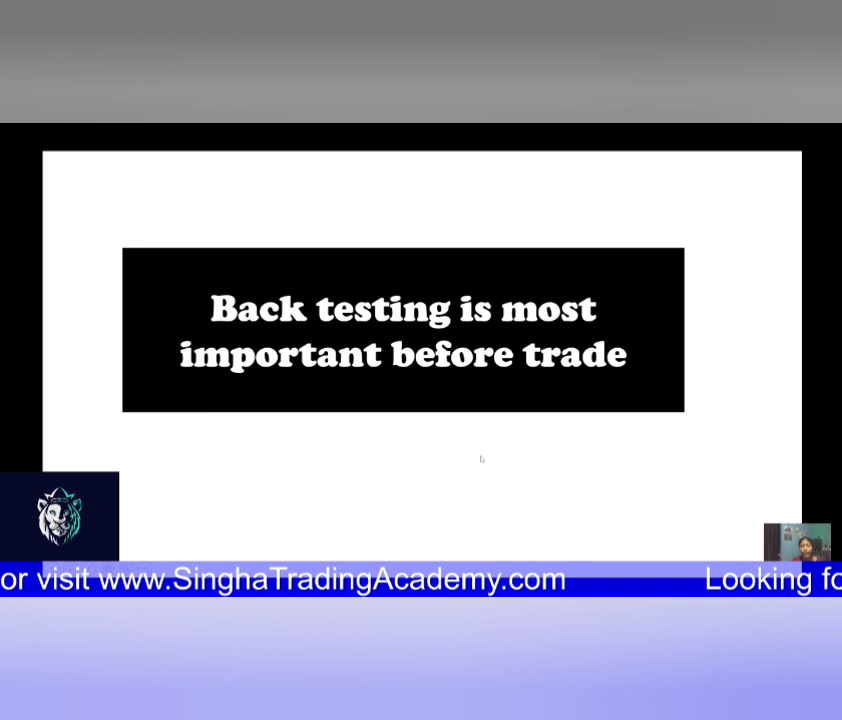 Back testing is most
important before trade
or visit www.SinghaTradingAcademy.com
Looking fo